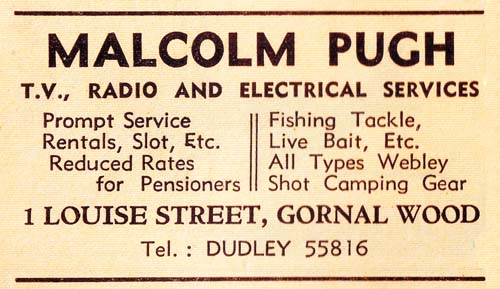 MALCOLM PUGH
T.V., RADIO AND ELECTRICAL SERVICES
Prompt Service
Rentals, Slot, Etc.
Reduced Rates
for Pensioners
Fishing Tackle,
Live Bait, Etc.
All Types Webley
Shot Camping Gear
1 LOUISE STREET, GORNAL WOOD
Tel. : DUDLEY 55816